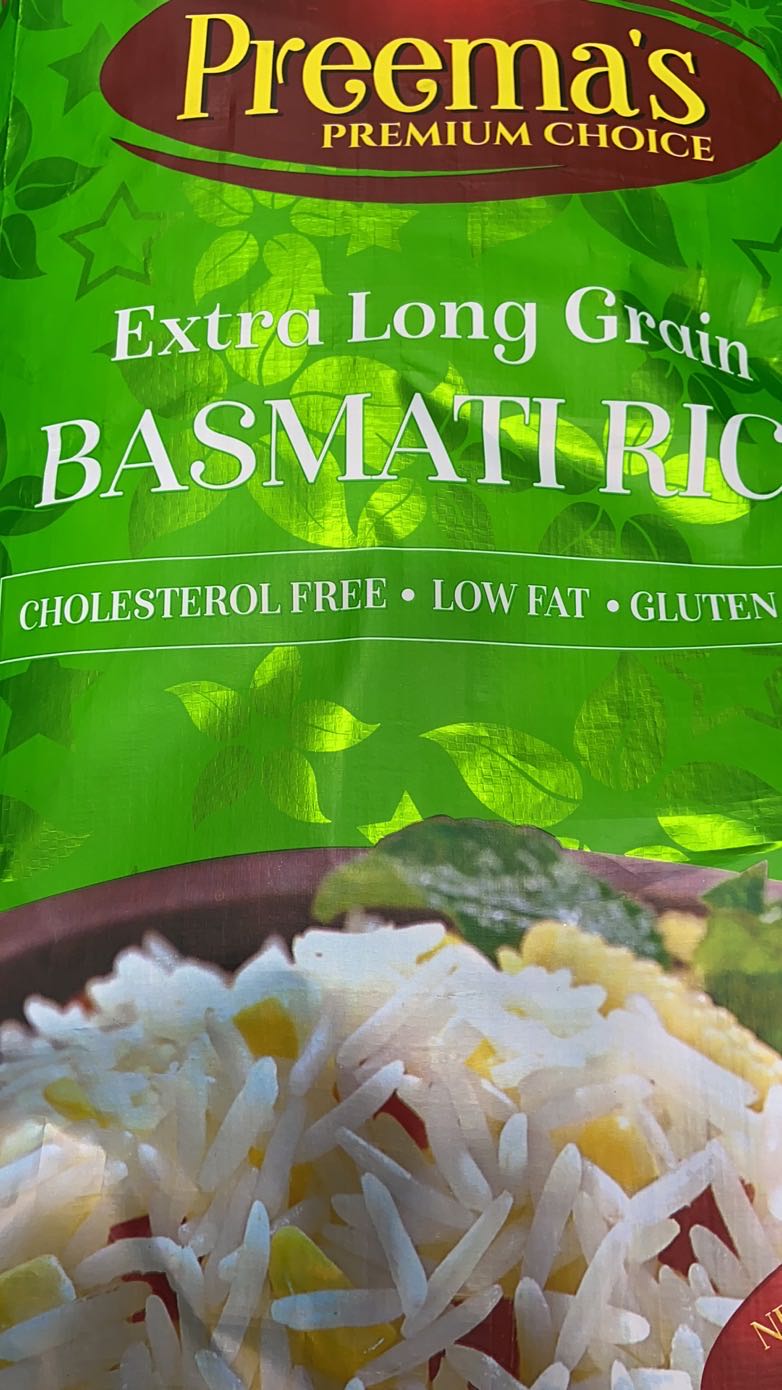 Preema's
PREMIUM CHOICE
Extra Long Grain
BASMATI RIC
CHOLESTEROL FREE • LOW FAT • GLUTEN